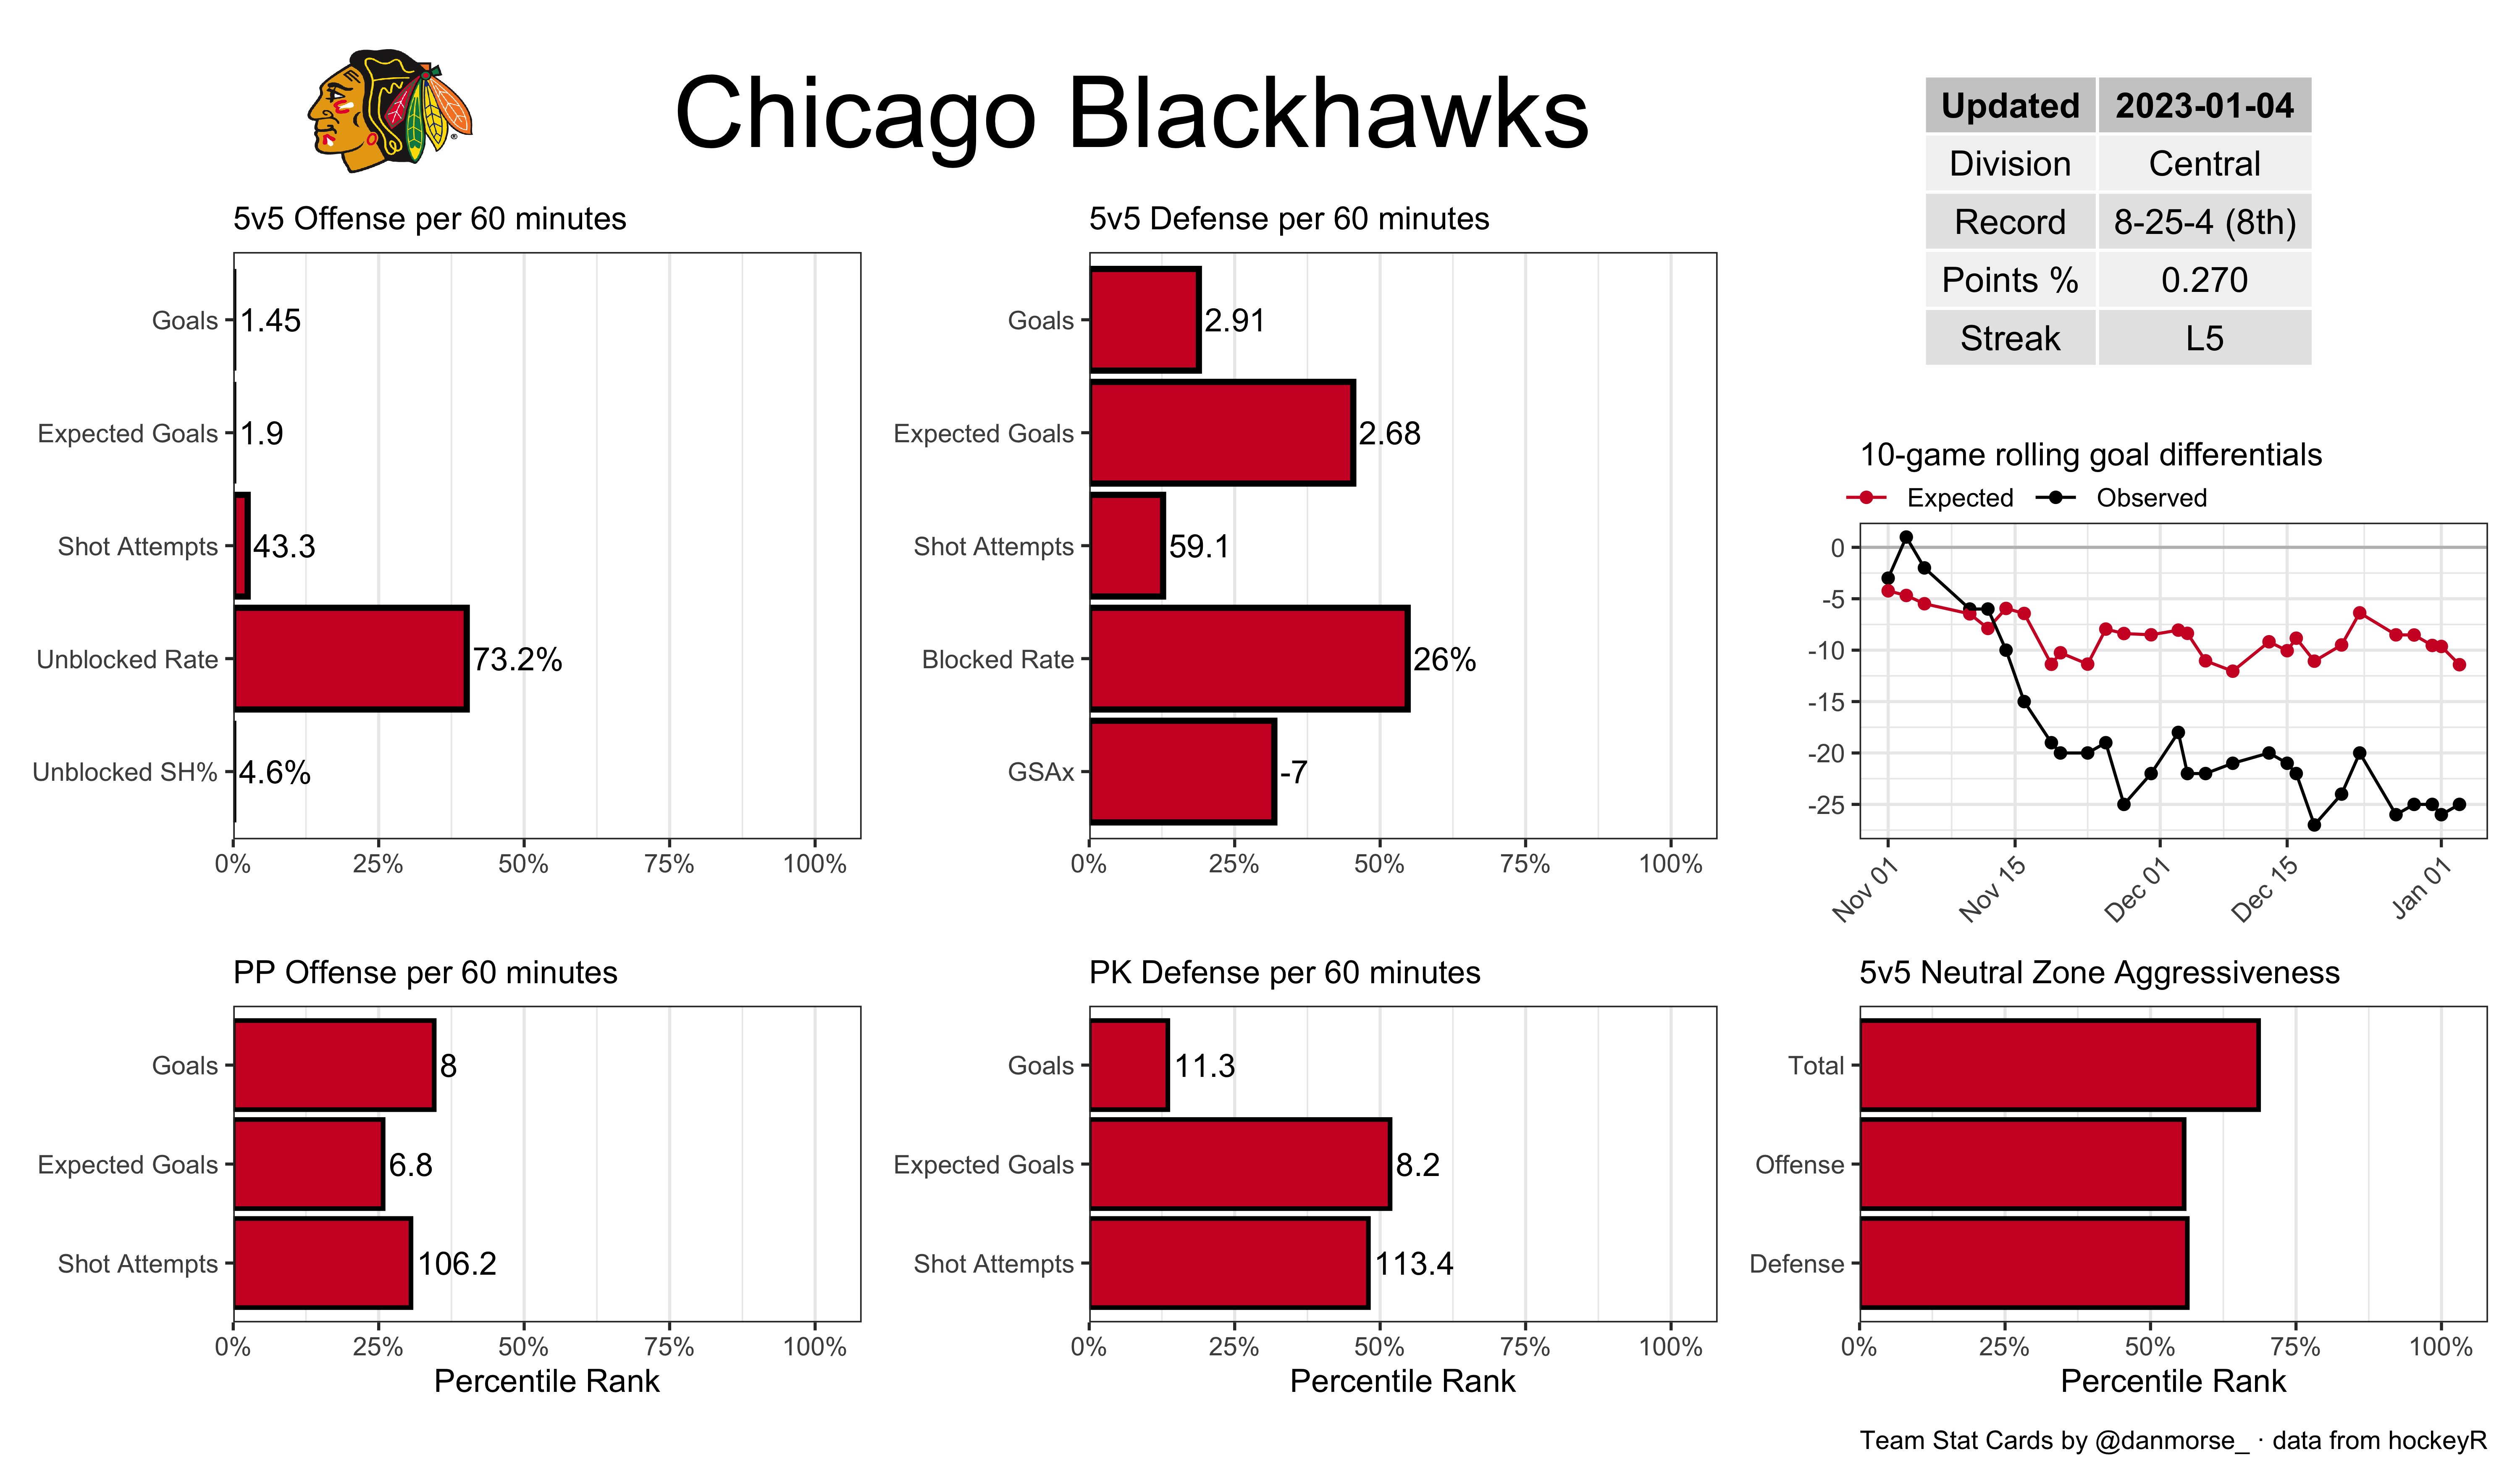 Chicago Blackhawks
Updated 2023-01-04
Division Central
Record 8-25-4 (8th)
Points % 0.270
Streak L5
5v5 Offense per 60 minutes
Goals 1.45
Expected Goals 1.9
Shot Attempts 43.3
Unblocked Rate 73.2%
Unblocked SH% 4.6%
0% 25% 50% 75% 100%
5v5 Defense per 60 minutes
Goals 2.91
Expected Goals 2.68
Shot Attempts 59.1
Blocked Rate 26%
GSAx -7
0% 25% 50% 75% 100%
10-game rolling goal differentials
Expected Observed
0
-5
-10
-15
-20
-25
Nov 01 Nov 15 Dec 01 Dec 15 Jan 01
PP Offense per 60 minutes
Goals 8
Expected Goals 6.8
Shot Attempts 106.2
0% 25% 50% 75% 100%
Percentile Rank
PK Defense per 60 minutes
Goals 11.3
Expected Goals 8.2
Shot Attempts 113.4
0% 25% 50% 75% 100%
Percentile Rank
5v5 Neutral Zone Aggressiveness
Total
Offense
Defense
0% 25% 50% 75% 100%
Percentile Rank
Team Stat Cards by @danmorse_ · data from hockeyR